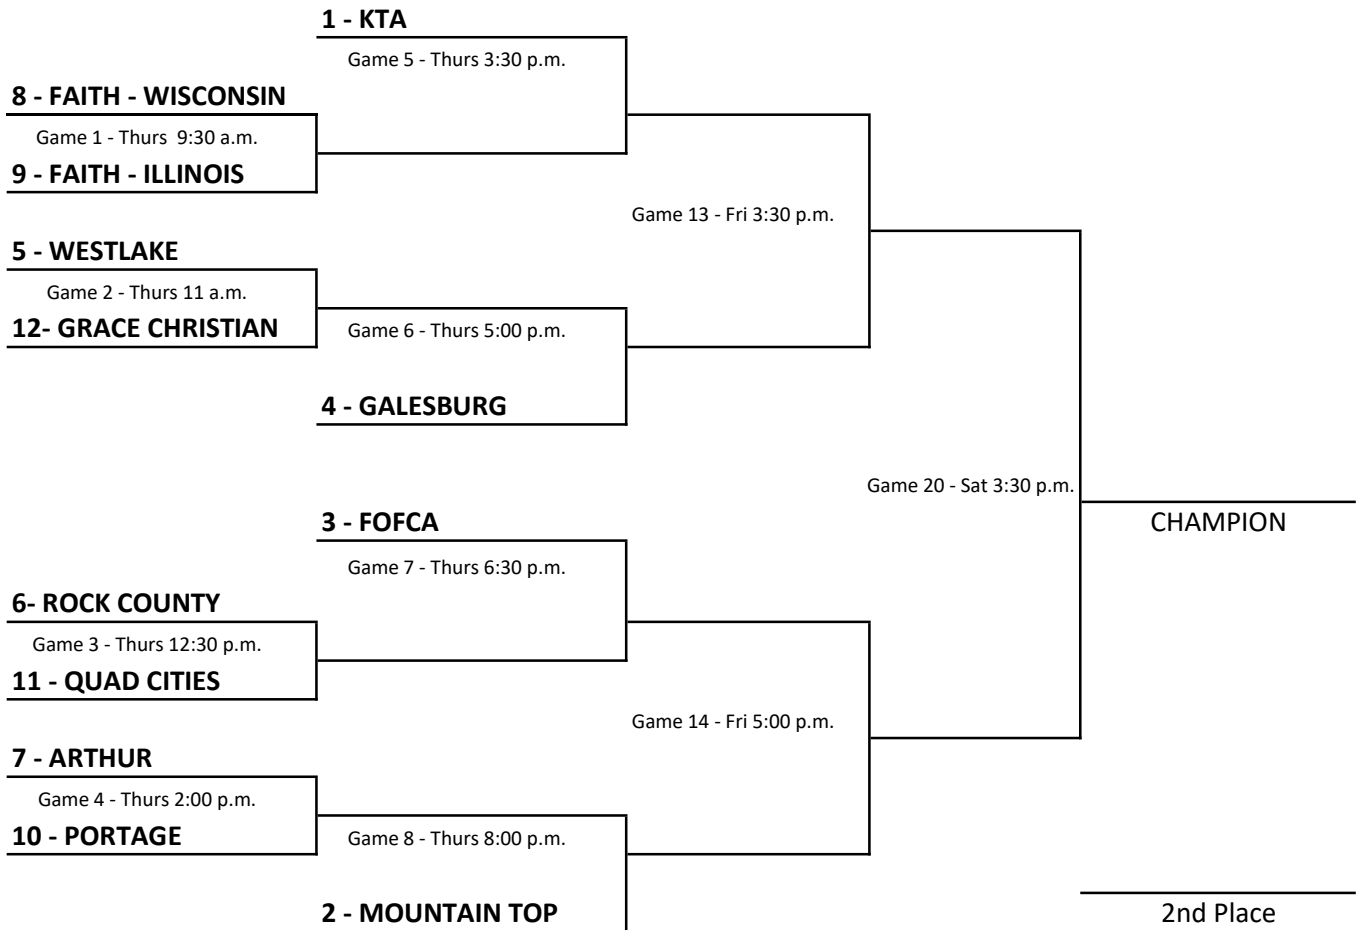 1 - KTA
Game 5 - Thurs 3:30 p.m.
8 - FAITH - WISCONSIN
Game 1 - Thurs  9:30 a.m.
9 - FAITH - ILLINOIS
Game 13 - Fri 3:30 p.m.
5 - WESTLAKE
Game 2 - Thurs 11 a.m.
12- GRACE CHRISTIAN
Game 6 - Thurs 5:00 p.m.
4 - GALESBURG
Game 20 - Sat 3:30 p.m.
3 - FOFCA
CHAMPION
Game 7 - Thurs 6:30 p.m.
6- ROCK COUNTY
Game 3 - Thurs 12:30 p.m.
11 - QUAD CITIES
Game 14 - Fri 5:00 p.m.
7 - ARTHUR
Game 4 - Thurs 2:00 p.m.
10 - PORTAGE
Game 8 - Thurs 8:00 p.m.
2 - MOUNTAIN TOP
2nd Place